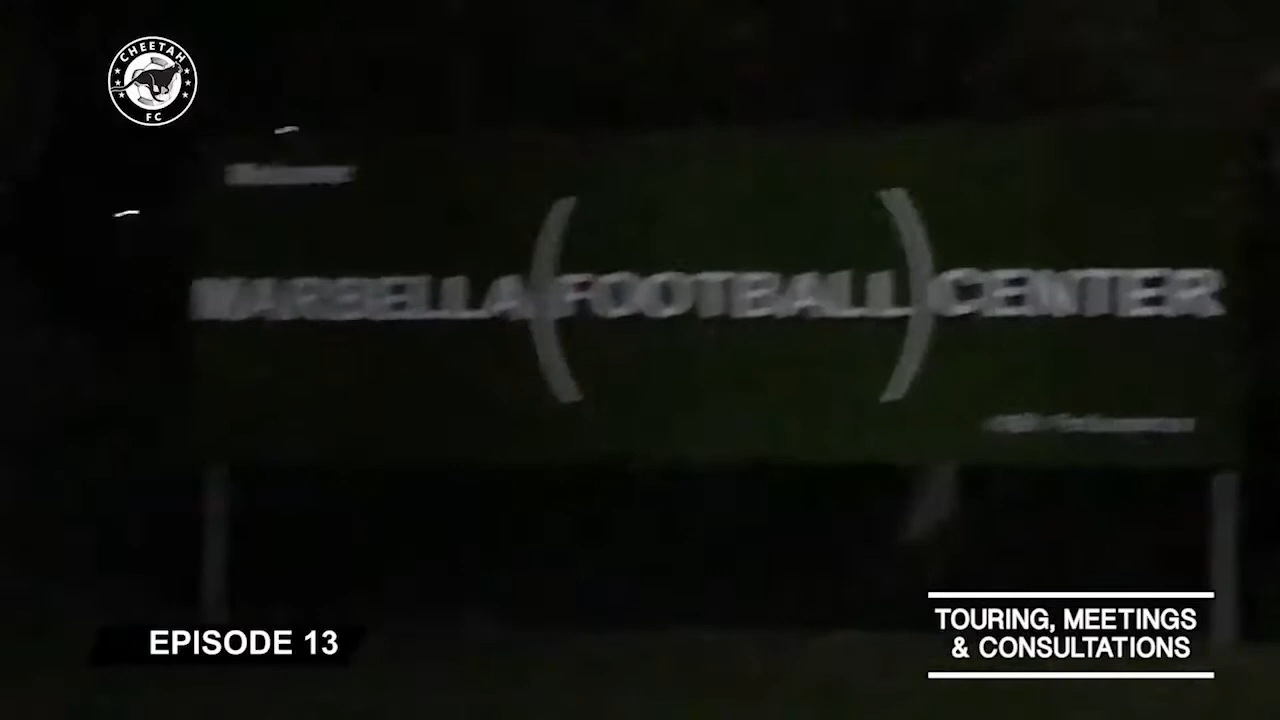 CHEETAH
FC
MARBELLA (FOOTBALL) CENTER
EPISODE 13
TOURING, MEETINGS
& CONSULTATIONS